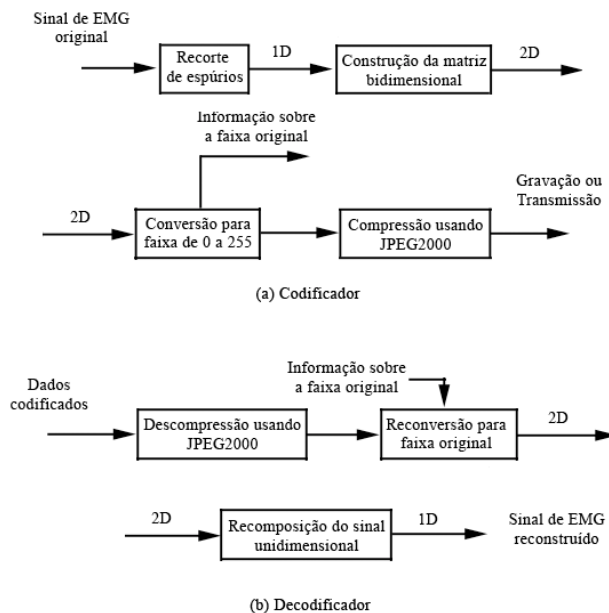 Sinal de EMG
original
Recorte
de espúrios
1D
Construção da matriz
bidimensional
2D
Informação sobre
a faixa original
2D
Conversão para
faixa de 0 a 255
Compressão usando
JPEG2000
Gravação ou
Transmissão
(a) Codificador
Dados
codificados
Descompressão usando
JPEG2000
Informação sobre
a faixa original
Reconversão para
faixa original
2D
2D
Recomposição do sinal
unidimensional
1D
Sinal de EMG
reconstruído
(b) Decodificador